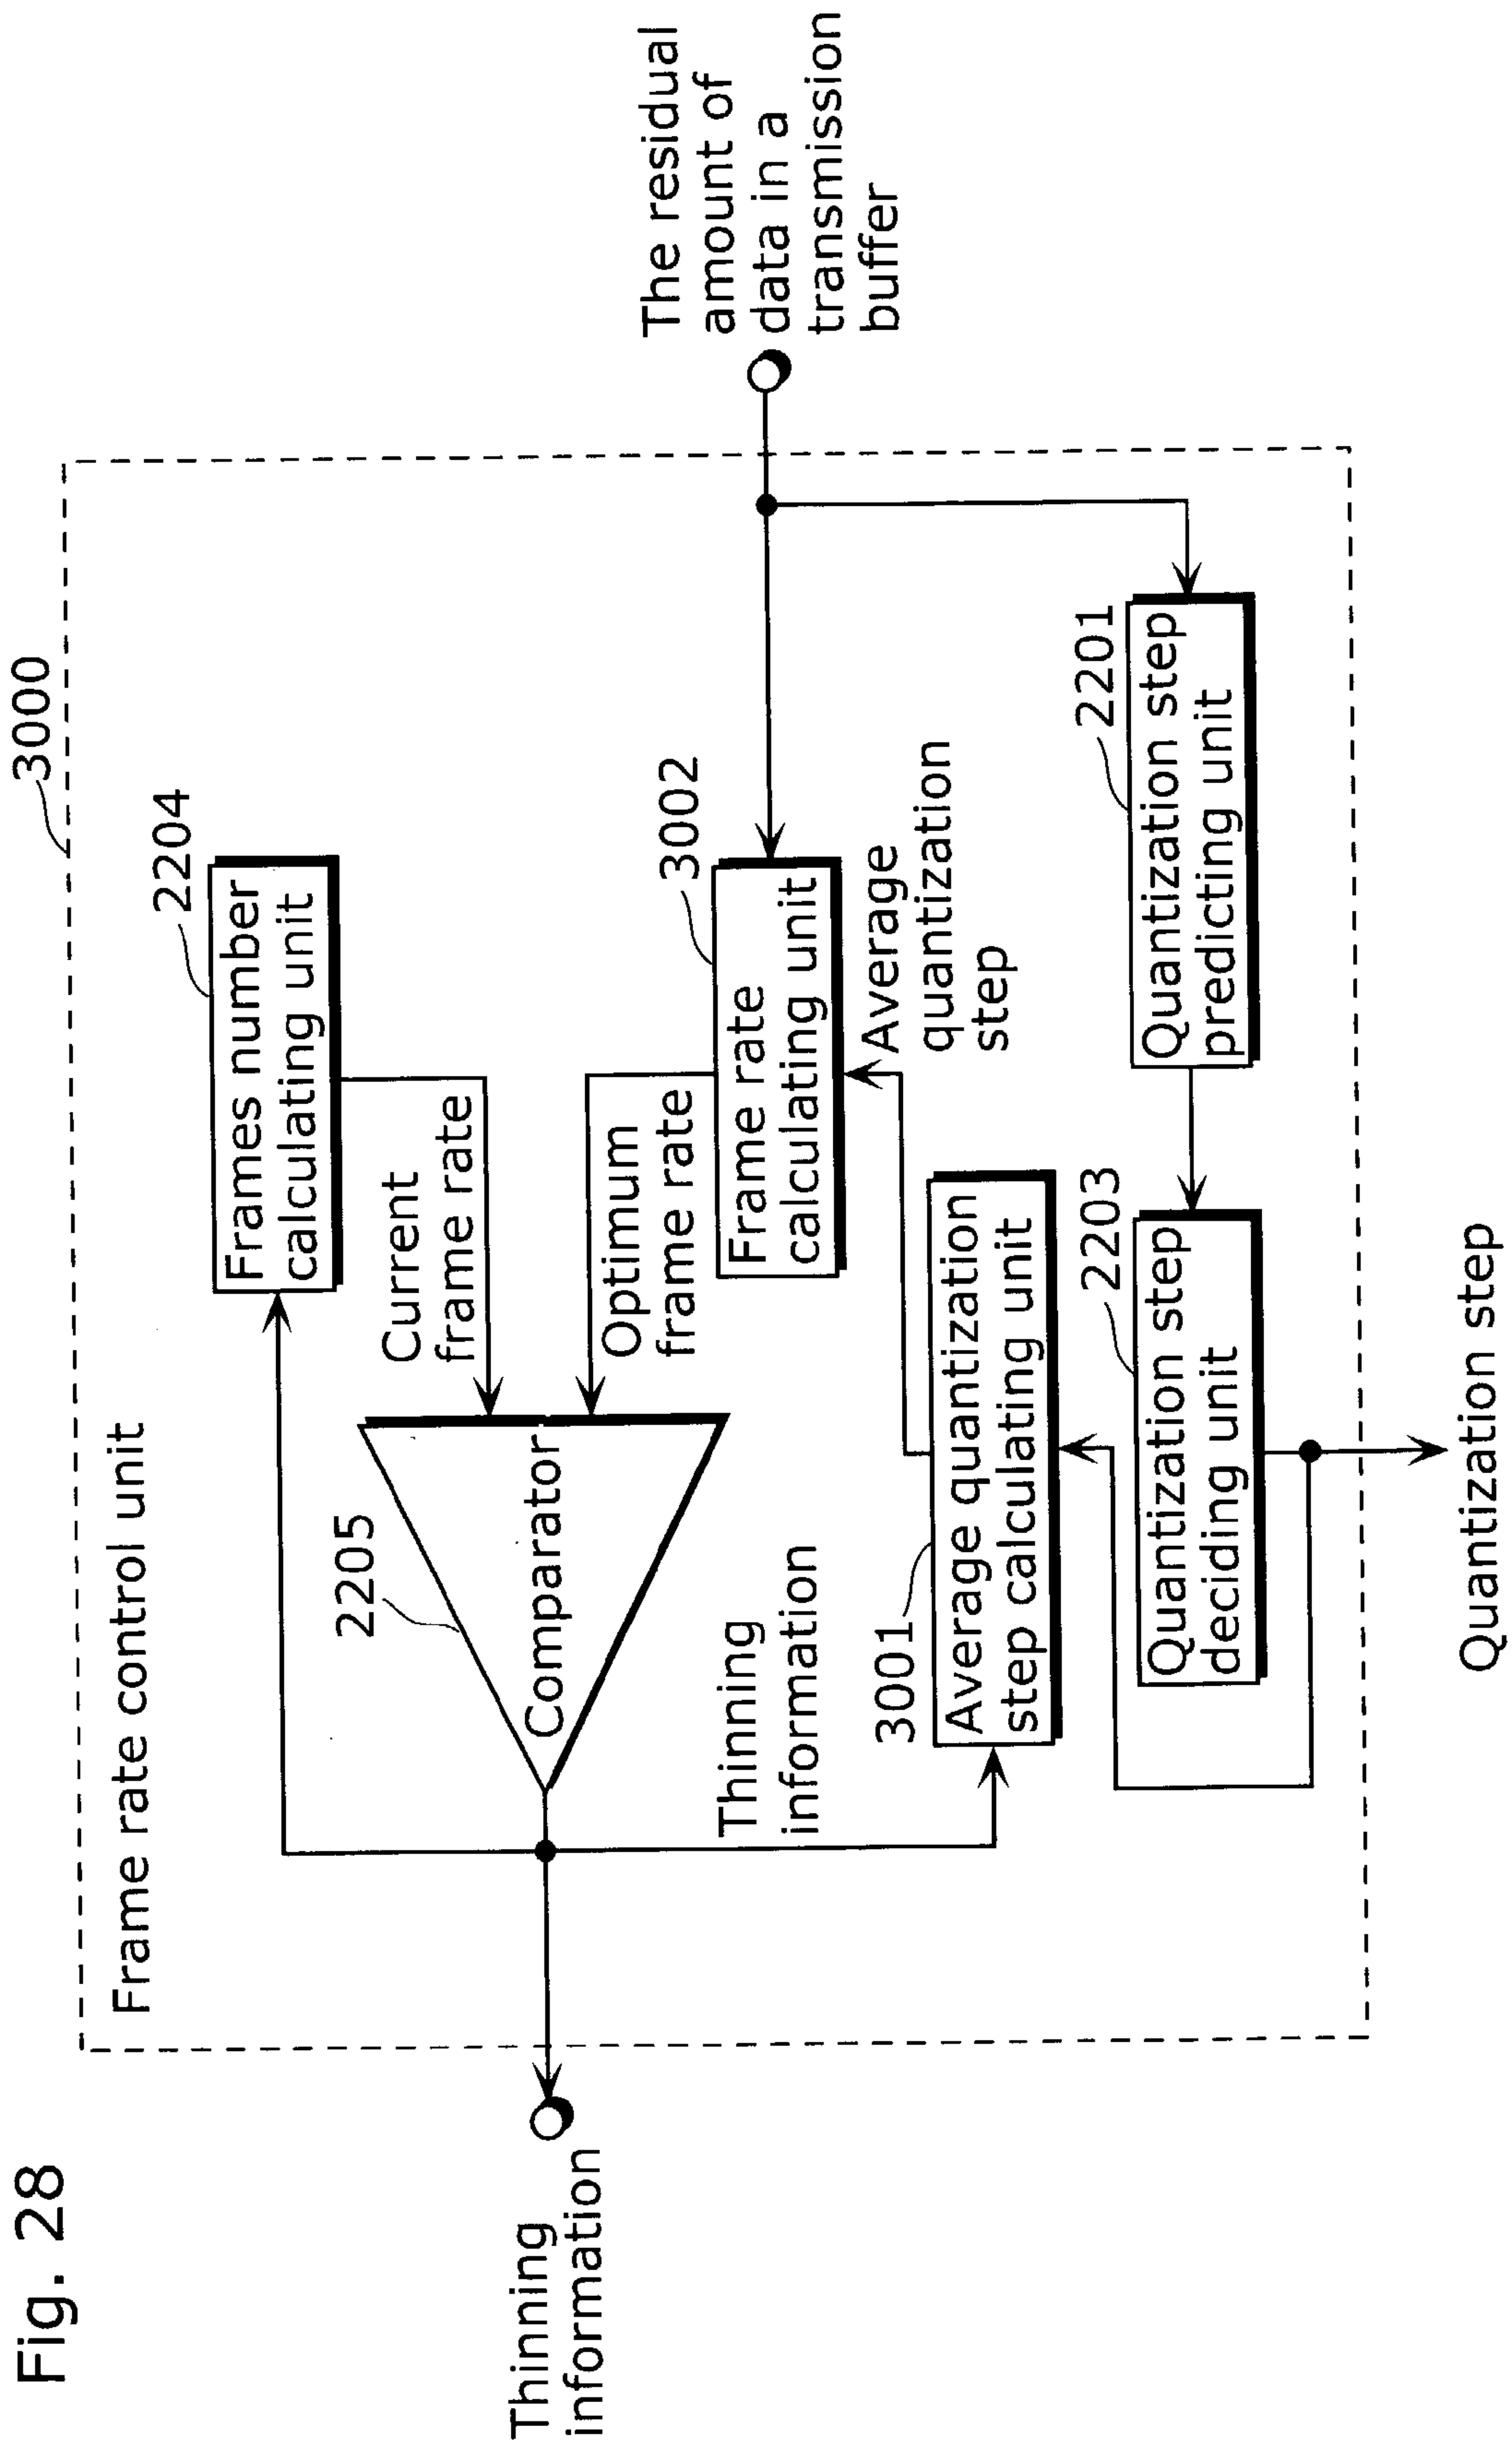 Fig. 28
3000
Frame rate control unit
2204
Frames number
calculating unit
2205
Current
frame rate
Comparator
Optimum
frame rate
3002
Frame rate
calculating unit
The residual
amount of
data in a
transmission
buffer
Thinning
information
Thinning
information
Average
quantization
step
3001
Average quantization
step calculating unit
2203
Quantization step
deciding unit
2201
Quantization step
predicting unit
Quantization step